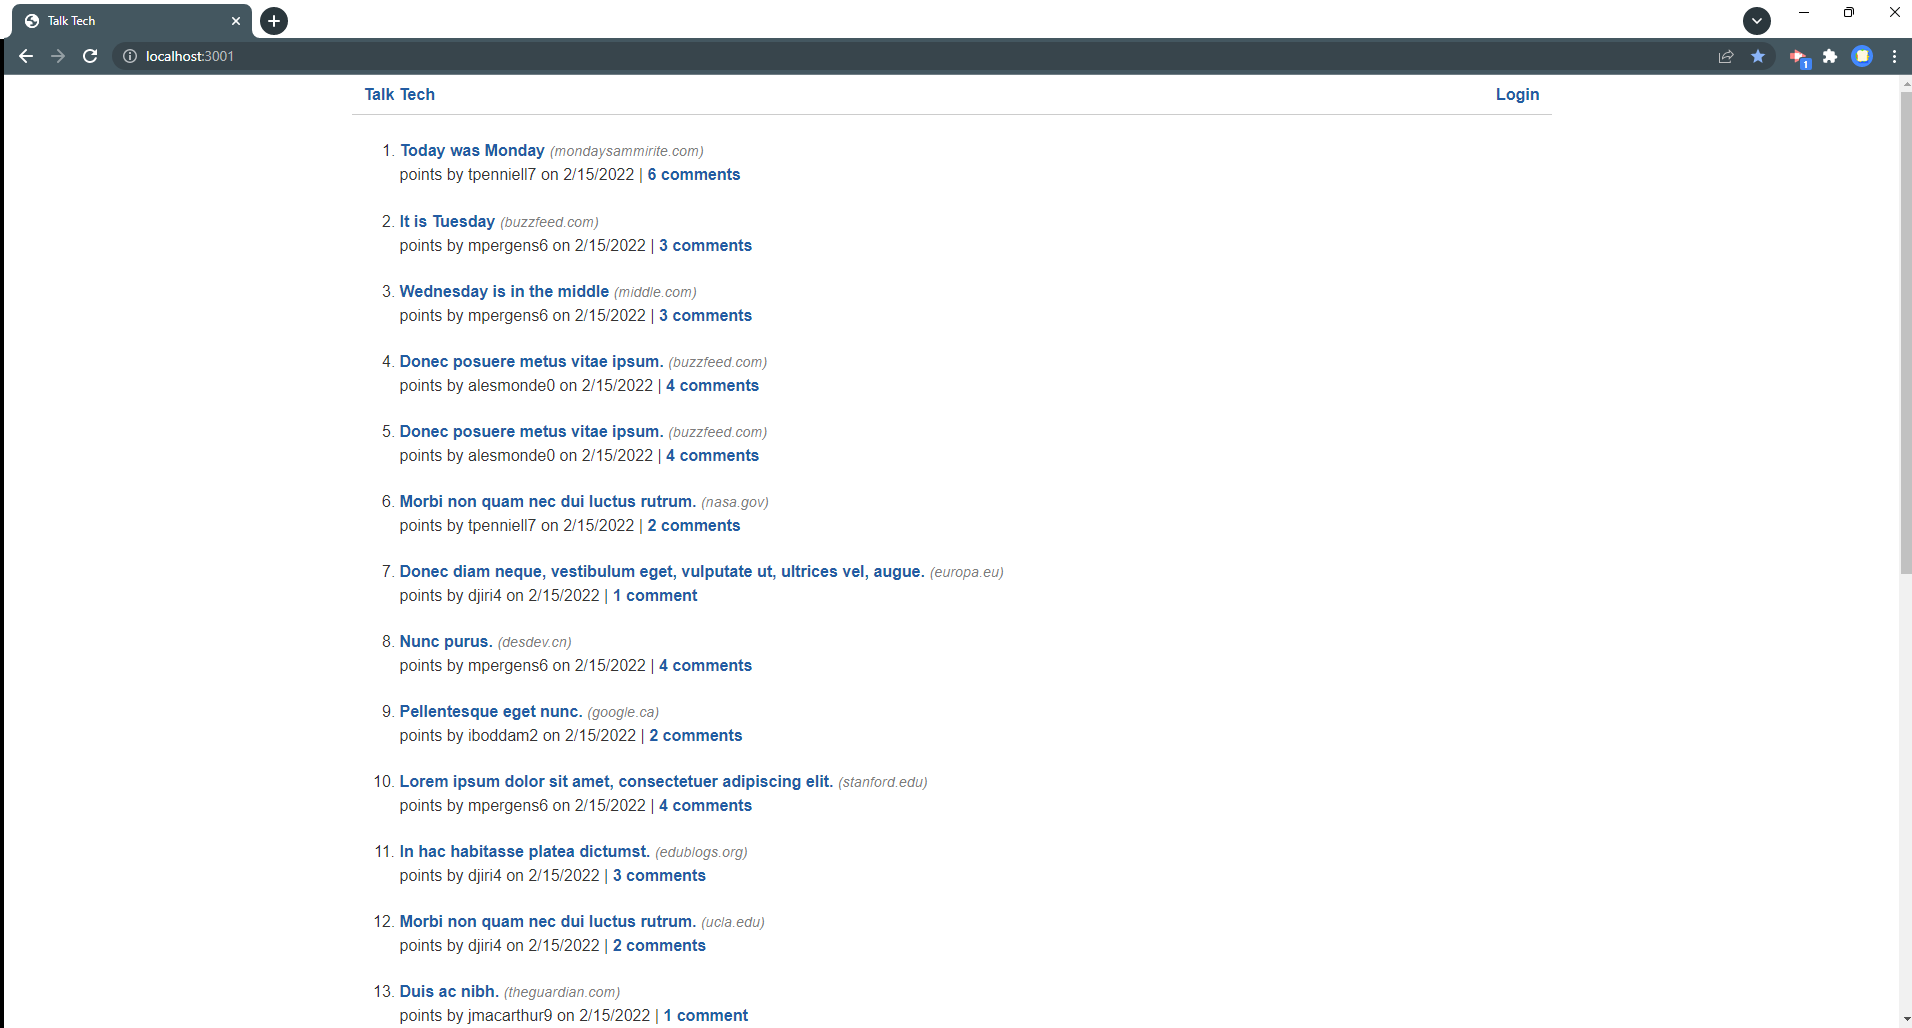 Talk Tech
localhost:3001
1
Talk Tech Login
1. Today was Monday (mondaysammirite.com)
points by tpenniell7 on 2/15/2022 | 6 comments
2. It is Tuesday (buzzfeed.com)
points by mpergens6 on 2/15/2022 | 3 comments
3. Wednesday is in the middle (middle.com)
points by mpergens6 on 2/15/2022 | 3 comments
4. Donec posuere metus vitae ipsum. (buzzfeed.com)
points by alesmonde0 on 2/15/2022 | 4 comments
5. Donec posuere metus vitae ipsum. (buzzfeed.com)
points by alesmonde0 on 2/15/2022 | 4 comments
6. Morbi non quam nec dui luctus rutrum. (nasa.gov)
points by tpenniell7 on 2/15/2022 | 2 comments
7. Donec diam neque, vestibulum eget, vulputate ut, ultrices vel, augue. (europa.eu)
points by djiri4 on 2/15/2022 | 1 comment
8. Nunc purus. (desdev.cn)
points by mpergens6 on 2/15/2022 | 4 comments
9. Pellentesque eget nunc. (google.ca)
points by iboddam2 on 2/15/2022 | 2 comments
10. Lorem ipsum dolor sit amet, consectetuer adipiscing elit. (stanford.edu)
points by mpergens6 on 2/15/2022 | 4 comments
11. In hac habitasse platea dictumst. (edublogs.org)
points by djiri4 on 2/15/2022 | 3 comments
12. Morbi non quam nec dui luctus rutrum. (ucla.edu)
points by djiri4 on 2/15/2022 | 2 comments
13. Duis ac nibh. (theguardian.com)
points by jmacarthur9 on 2/15/2022 | 1 comment